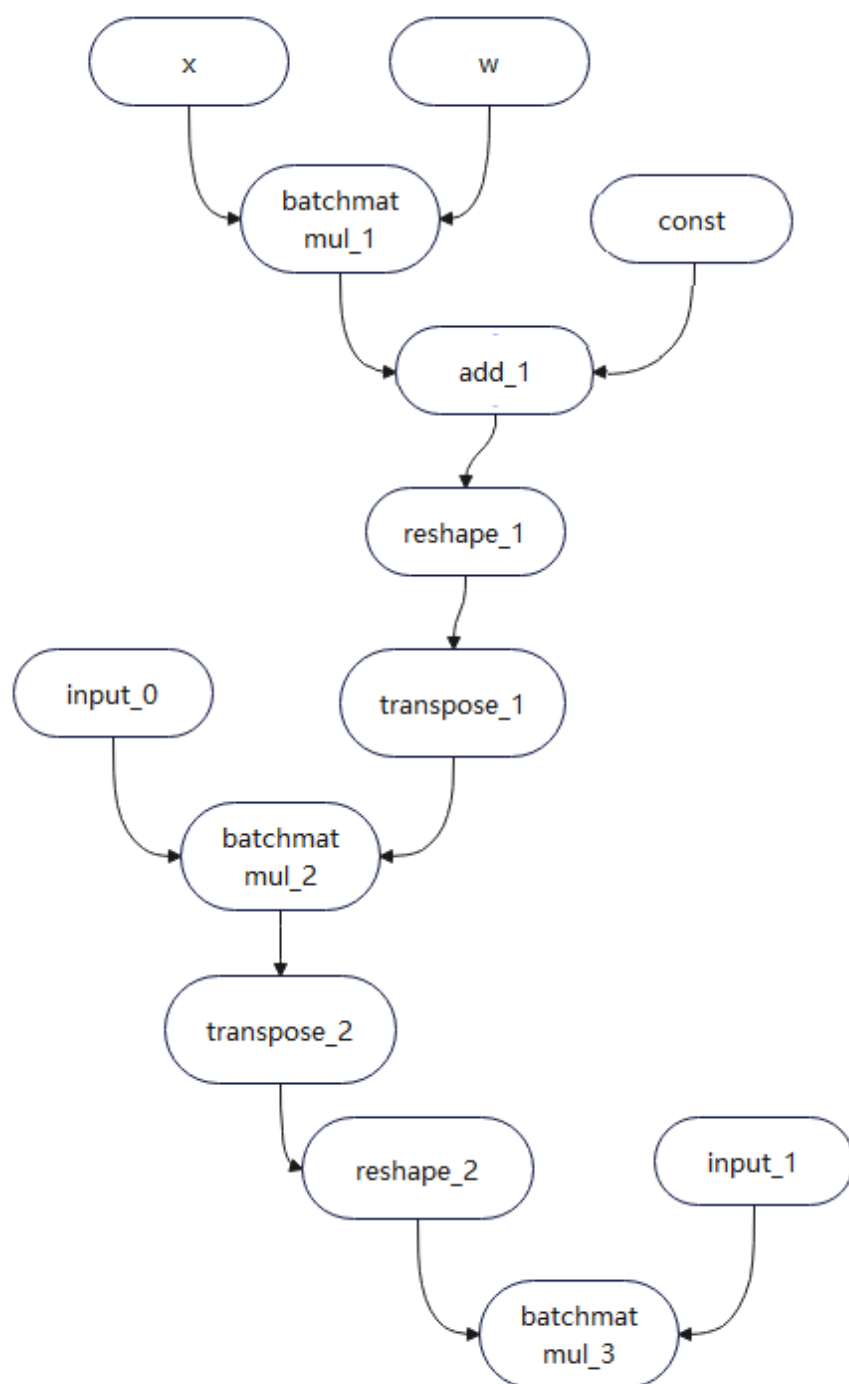 x
w
batchmat
mul_1
const
add_1
reshape_1
input_0
transpose_1
batchmat
mul_2
transpose_2
reshape_2
input_1
batchmat
mul_3